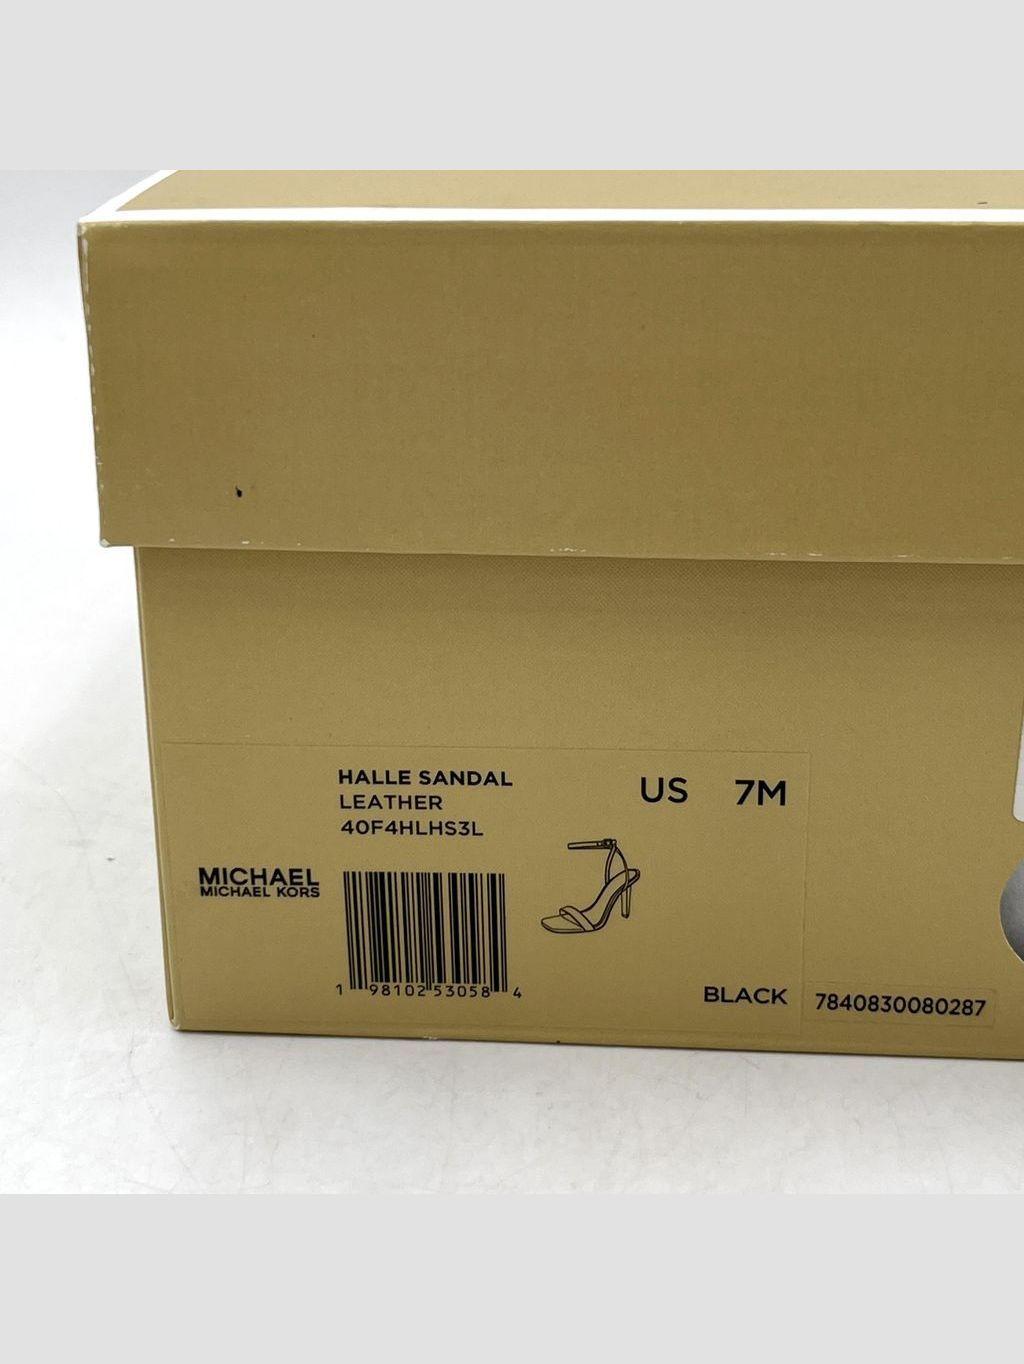 HALLE SANDAL
LEATHER
40F4HLHS3L
US 7M
MICHAEL
MICHAEL KORS
1 98102 53058 4
BLACK
7840830080287